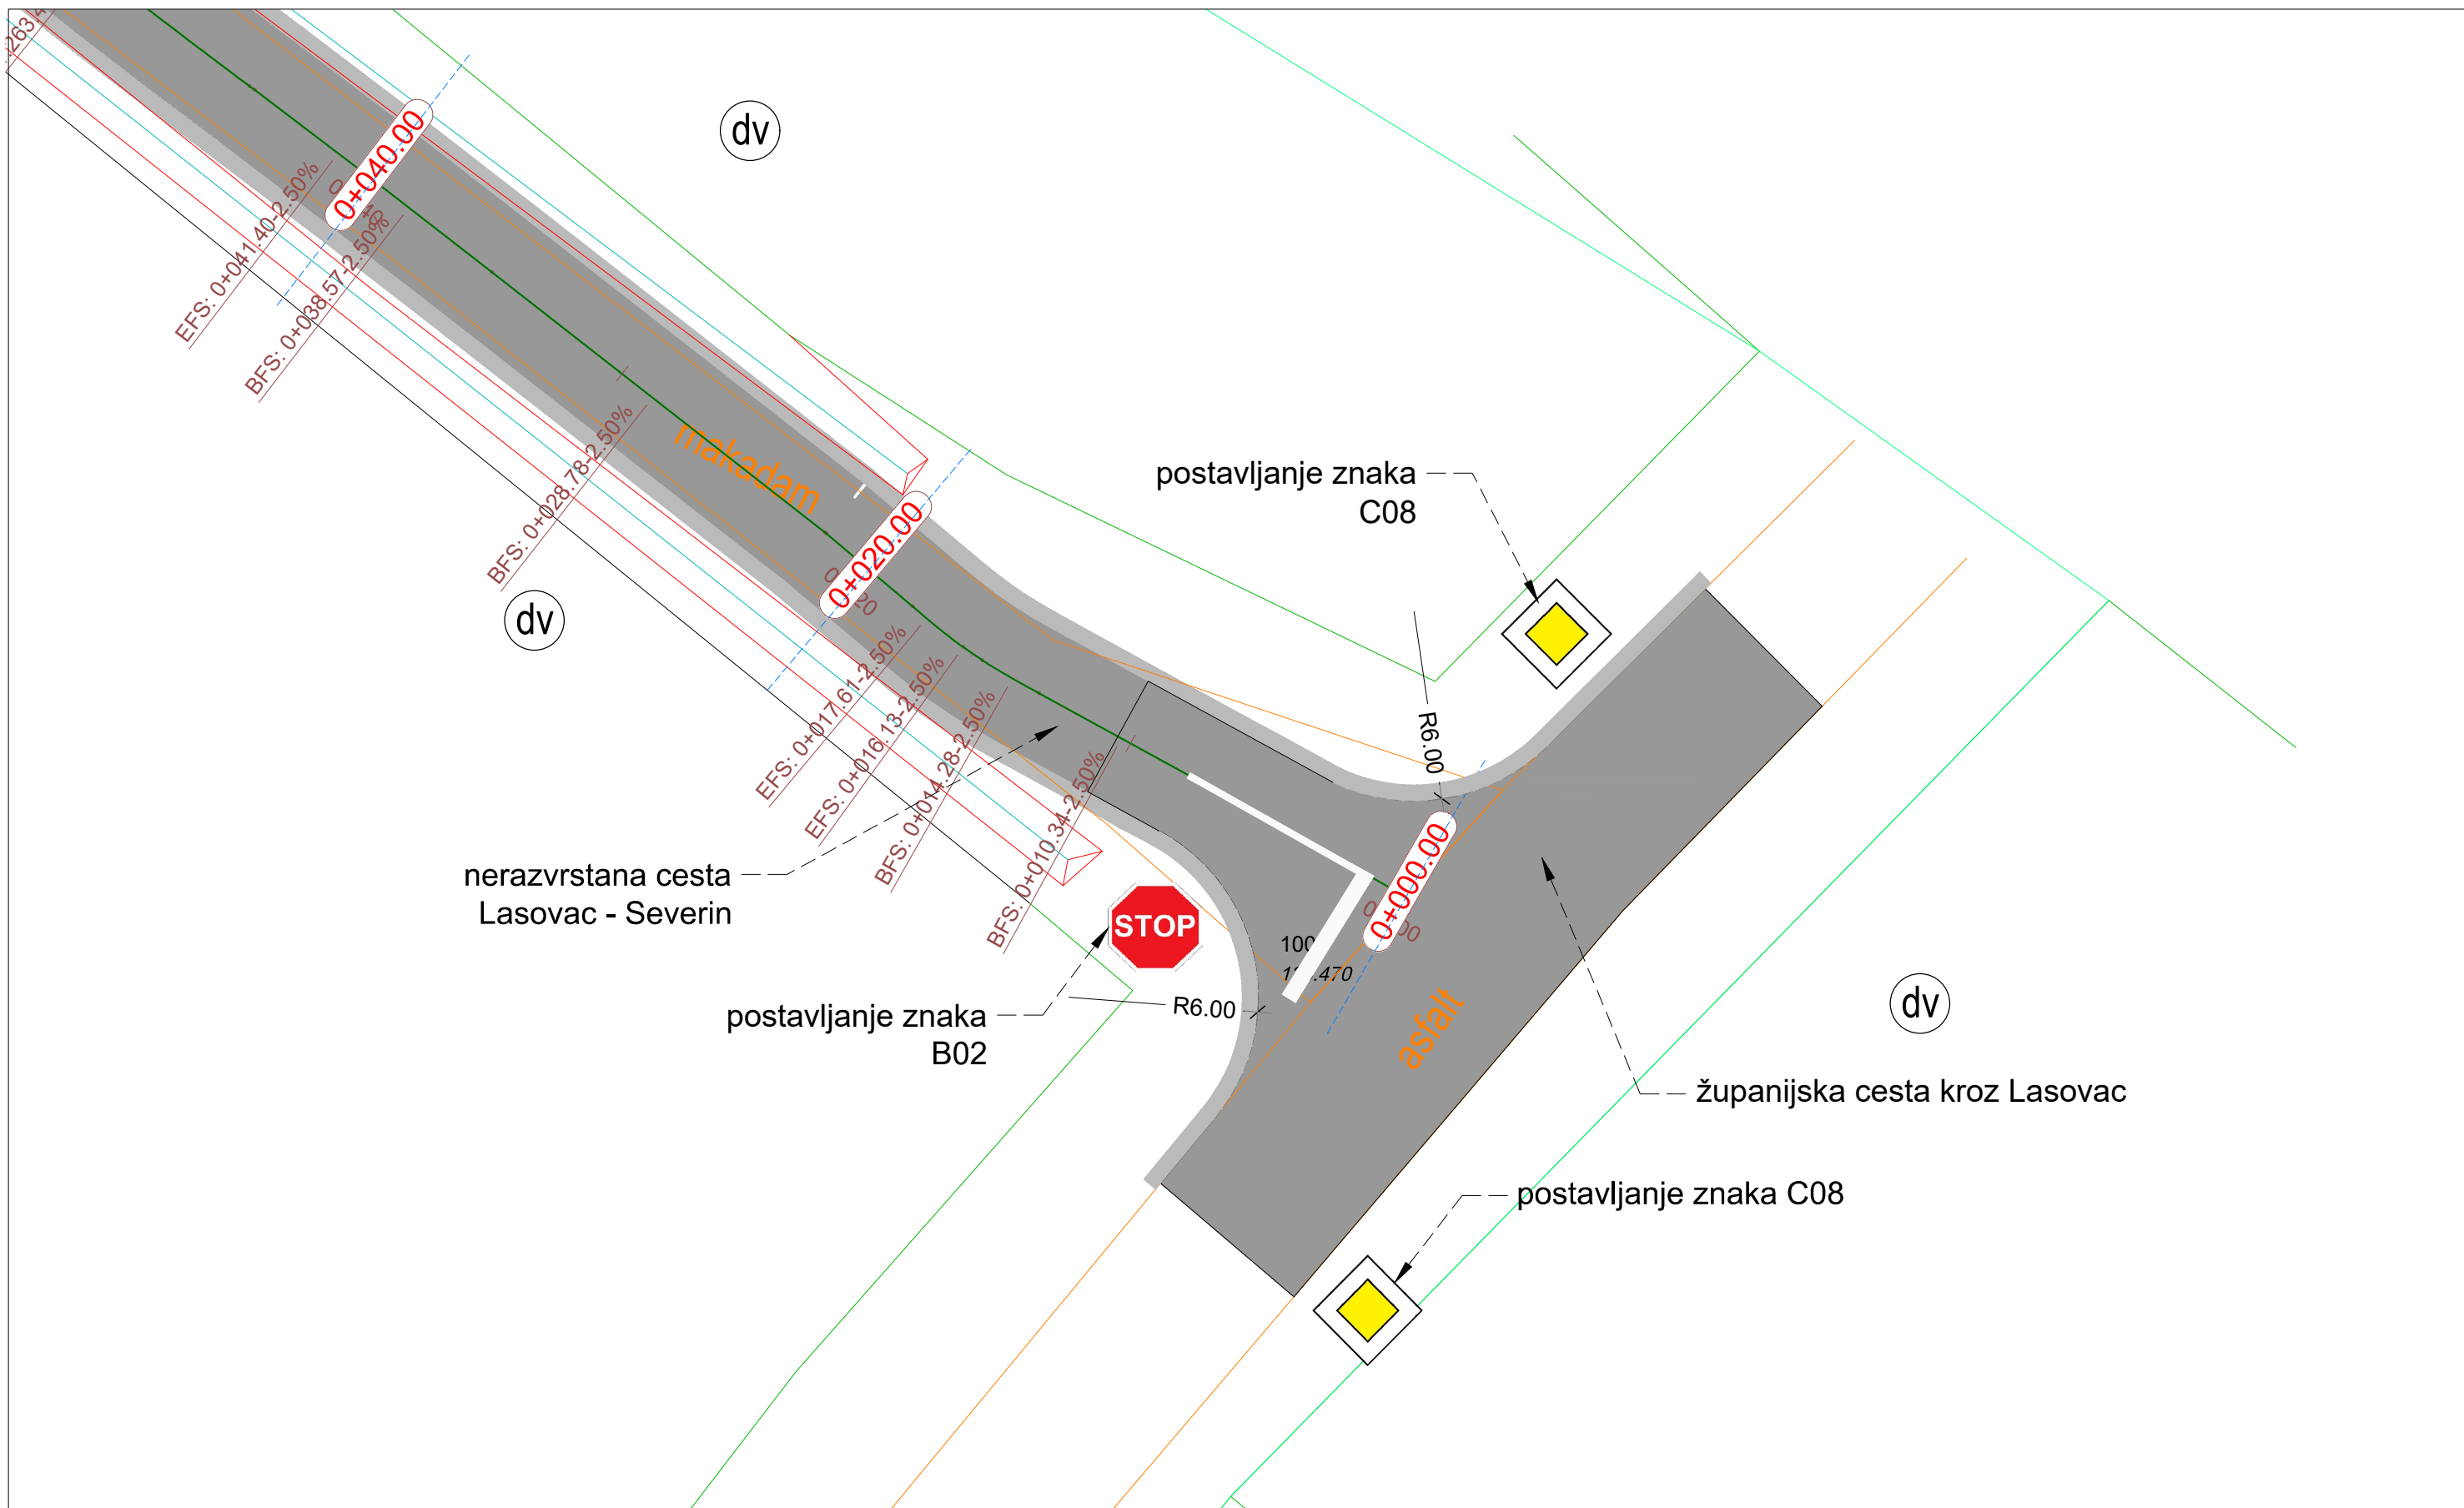 dv
0+040.00
EFS: 0+041.40-2.50%
BFS: 0+038.57-2.50%
makadam
BFS: 0+028.78-2.50%
postavljanje znaka
C08
0+020.00
dv
EFS: 0+017.61-2.50%
EFS: 0+016.13-2.50%
BFS: 0+014.28-2.50%
BFS: 0+010.34-2.50%
R6.00
nerazvrstana cesta
Lasovac - Severin
0+000.00
STOP
R6.00
postavljanje znaka
B02
asfalt
dv
županijska cesta kroz Lasovac
postavljanje znaka C08